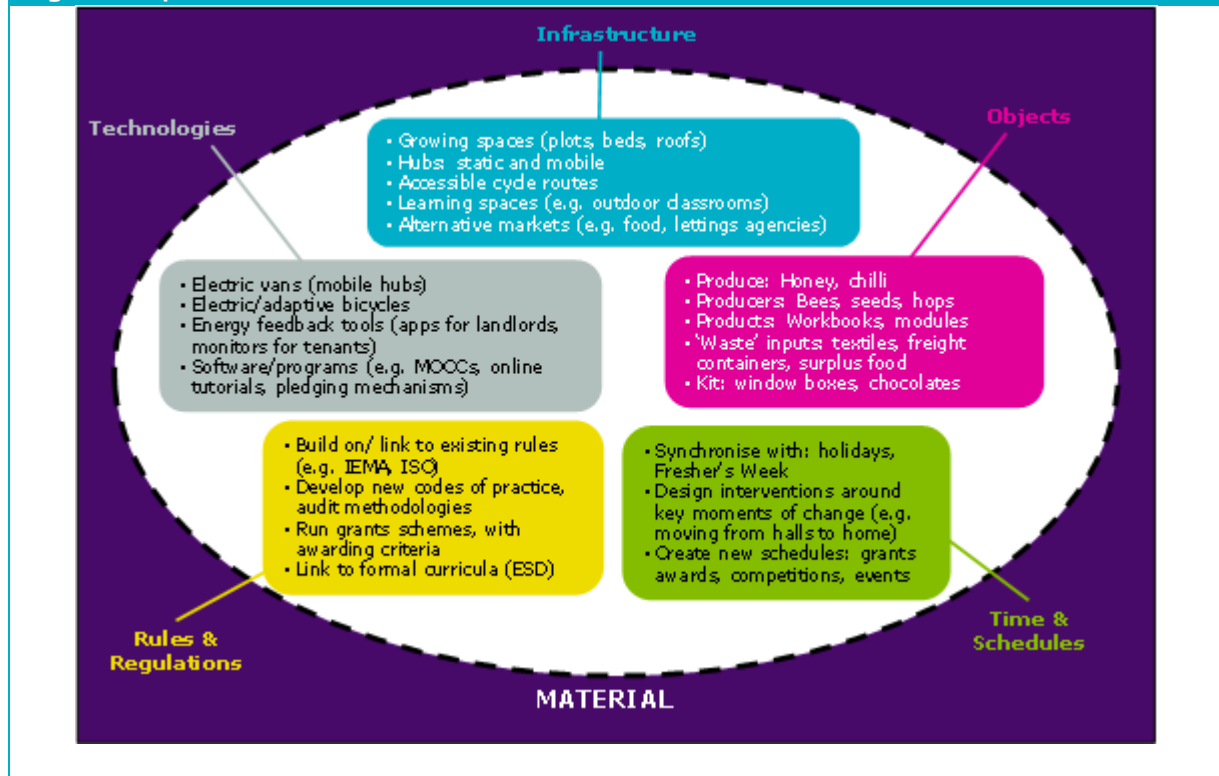 Infrastructure
Technologies
Objects
• Growing spaces (plots, beds, roofs)
• Hubs: static and mobile
• Accessible cycle routes
• Learning spaces (e.g. outdoor classrooms)
• Alternative markets (e.g. food, lettings agencies)
• Electric vans (mobile hubs)
• Electric/adaptive bicycles
• Energy feedback tools (apps for landlords,
monitors for tenants)
• Software/programs (e.g. MOOCs, online
tutorials, pledging mechanisms)
• Produce: Honey, chilli
• Producers: Bees, seeds, hops
• Products: Workbooks, modules
• 'Waste' inputs: textiles, freight
containers, surplus food
• Kit: window boxes, chocolates
• Build on/ link to existing rules
(e.g. IEMA, ISO)
• Develop new codes of practice,
audit methodologies
• Run grants schemes, with
awarding criteria
• Link to formal curricula (ESD)
• Synchronise with: holidays,
Fresher's Week
• Design interventions around
key moments of change (e.g.
moving from halls to home)
• Create new schedules: grants
awards, competitions, events
Rules &
Regulations
Time &
Schedules
MATERIAL